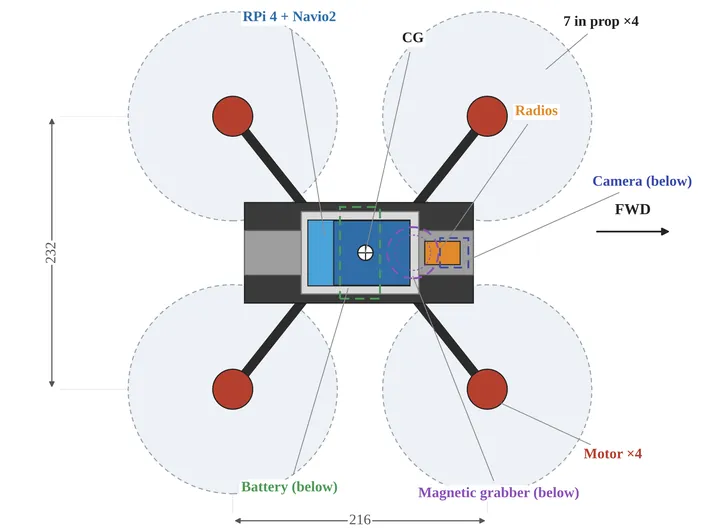 RPi 4 + Navio2
7 in prop ×4
CG
Radios
Camera (below)
FWD
232
Motor ×4
Battery (below)
Magnetic grabber (below)
216